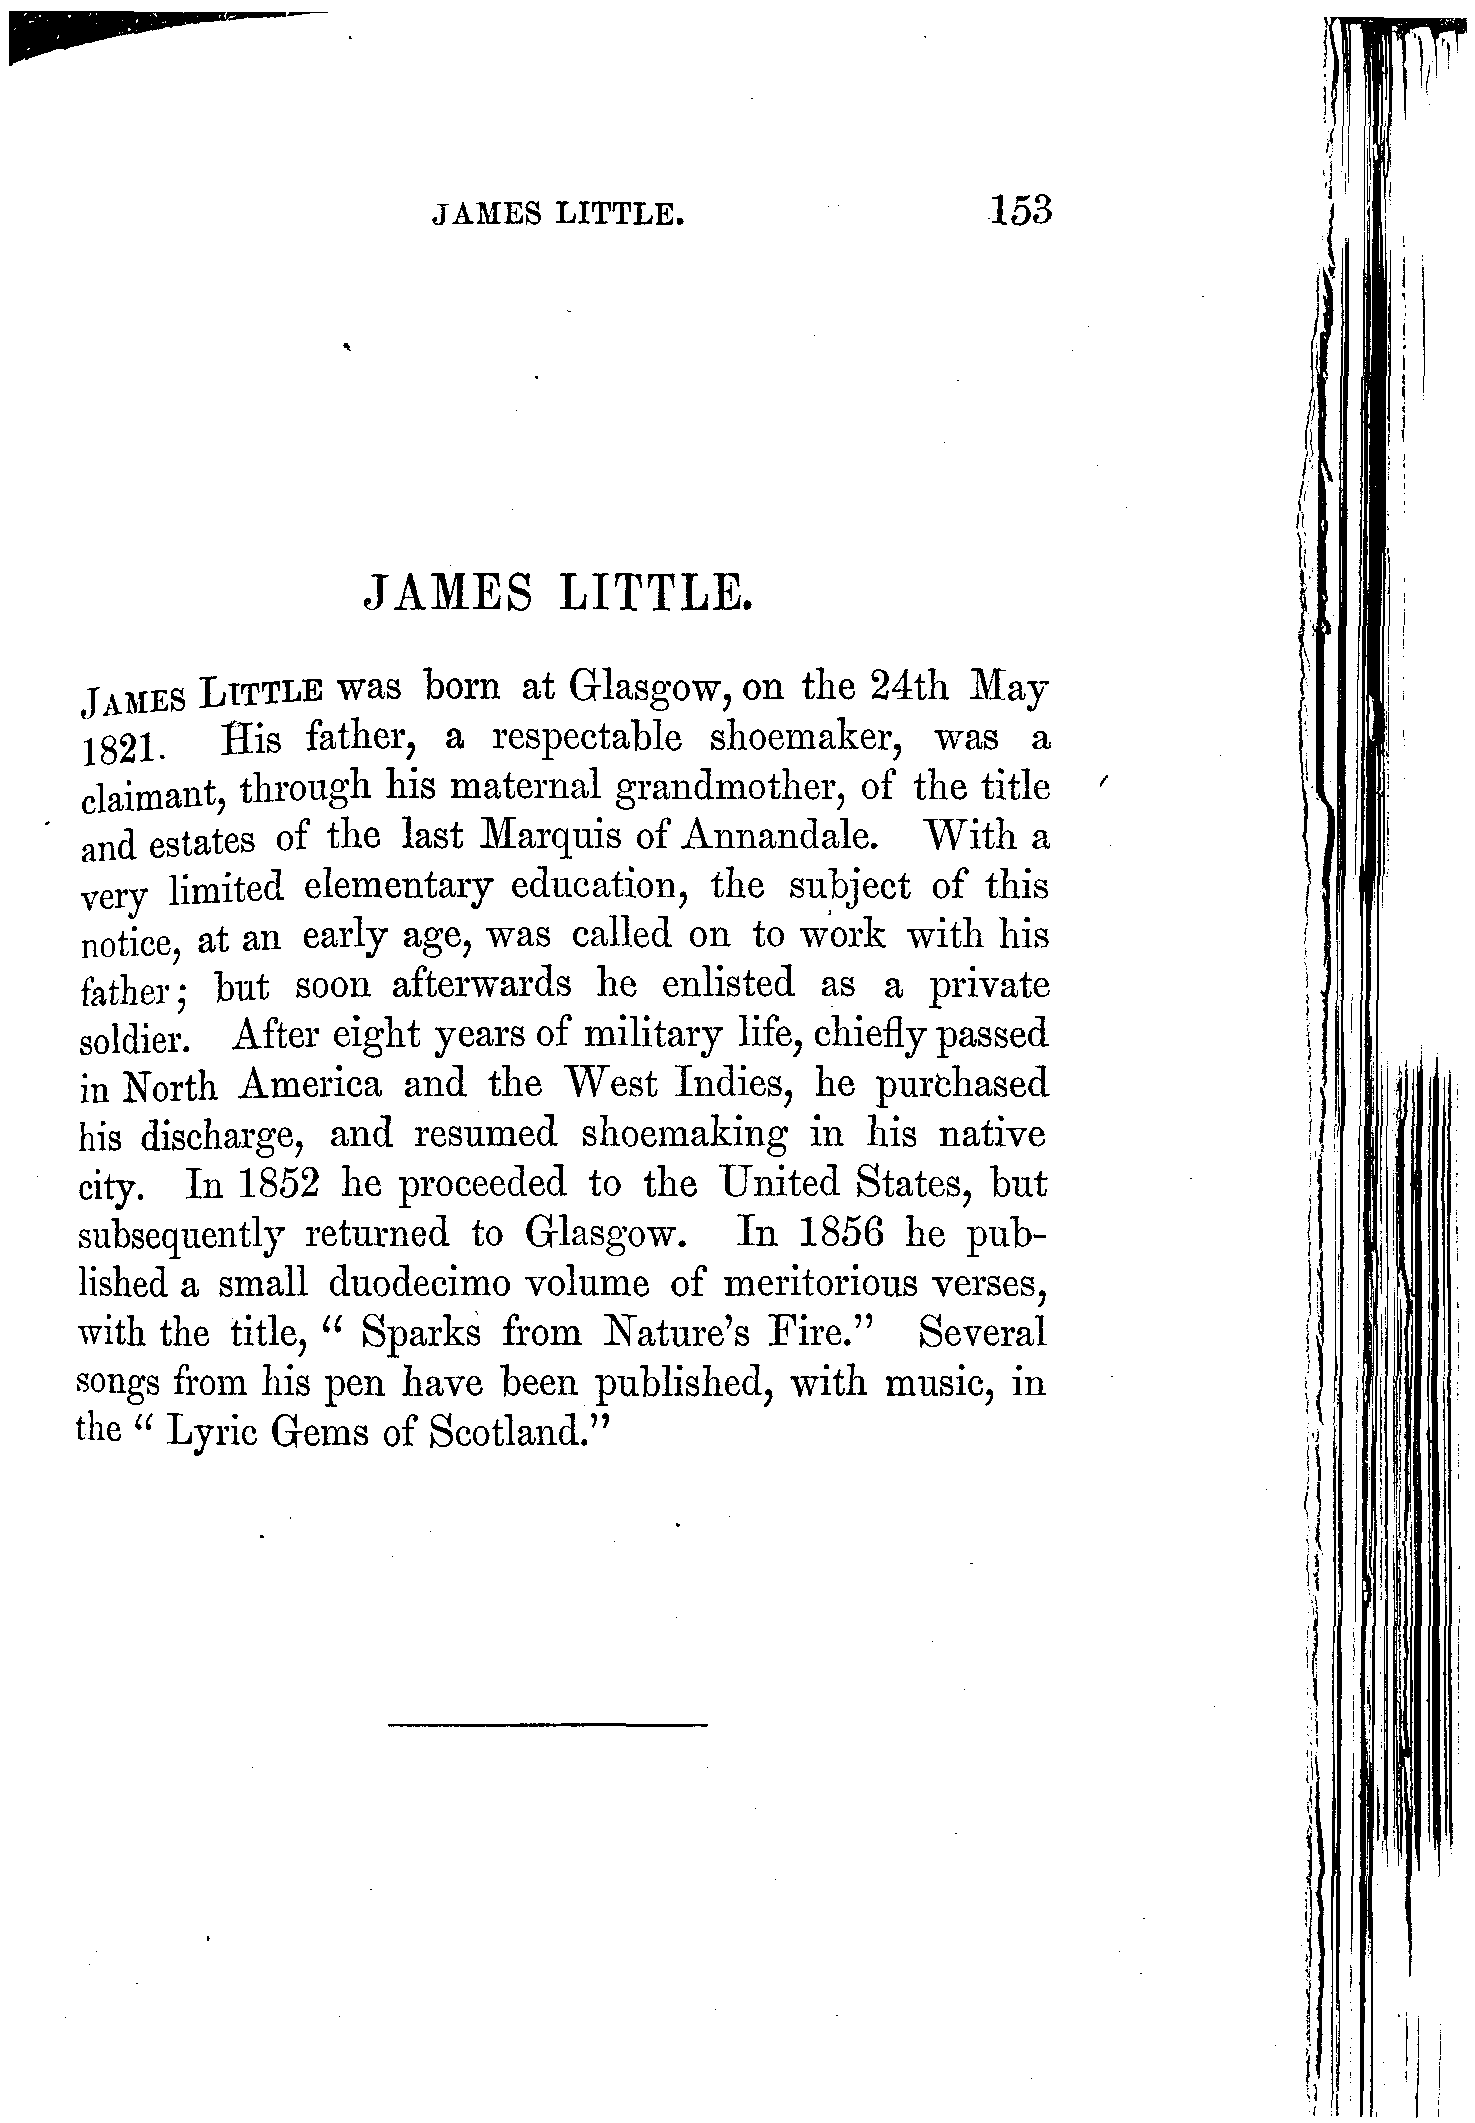 JAMES LITTLE. 153
JAMES LITTLE.
JAMES LITTLE was born at Glasgow, on the 24th May
1821. His father, a respectable shoemaker, was a
claimant, through his maternal grandmother, of the title
and estates of the last Marquis of Annandale. With a
very limited elementary education, the subject of this
notice, at an early age, was called on to work with his
father; but soon afterwards he enlisted as a private
soldier. After eight years of military life, chiefly passed
in North America and the West Indies, he purchased
his discharge, and resumed shoemaking in his native
city. In 1852 he proceeded to the United States, but
subsequently returned to Glasgow. In 1856 he pub-
lished a small duodecimo volume of meritorious verses,
with the title, “ Sparks from Nature’s Fire.” Several
songs from his pen have been published, with music, in
the “ Lyric Gems of Scotland.”